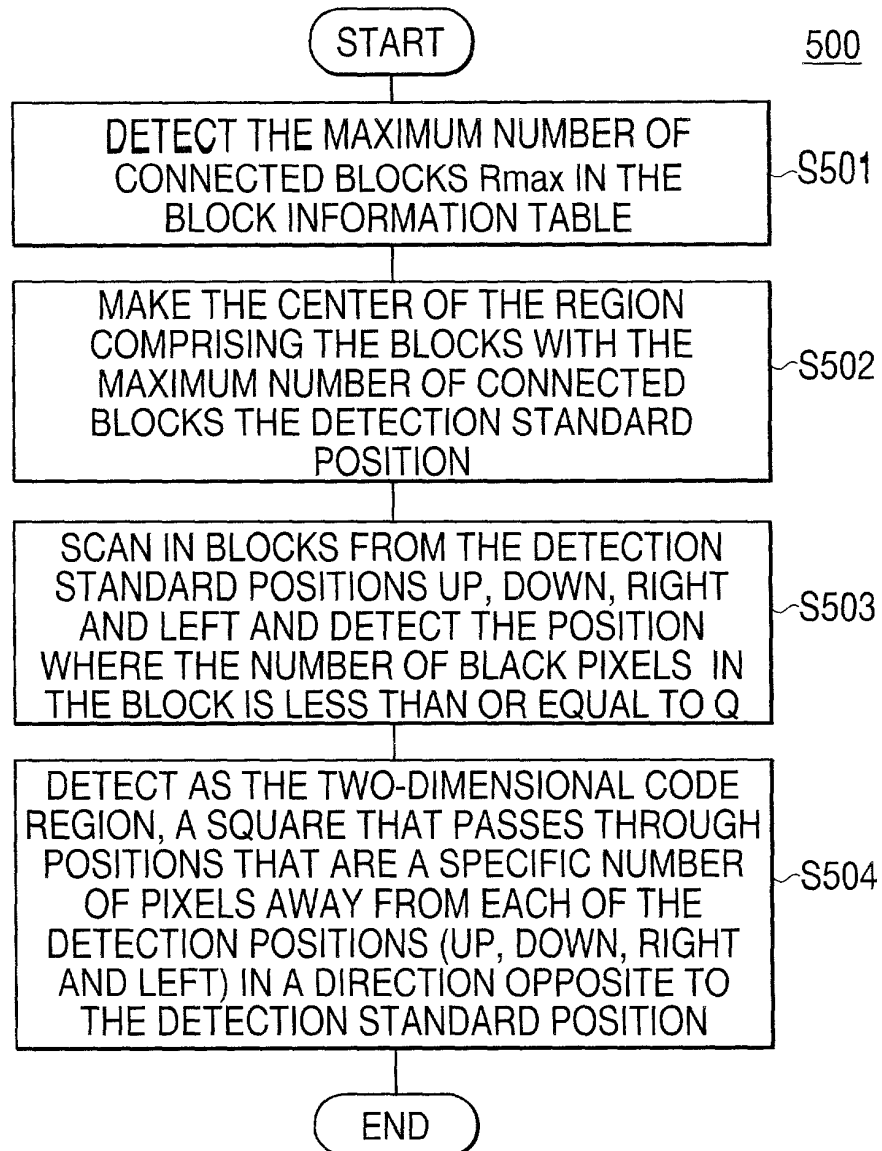 START
500
DETECT THE MAXIMUM NUMBER OF
CONNECTED BLOCKS Rmax IN THE
BLOCK INFORMATION TABLE
S501
MAKE THE CENTER OF THE REGION
COMPRISING THE BLOCKS WITH THE
MAXIMUM NUMBER OF CONNECTED
BLOCKS THE DETECTION STANDARD
POSITION
S502
SCAN IN BLOCKS FROM THE DETECTION
STANDARD POSITIONS UP, DOWN, RIGHT
AND LEFT AND DETECT THE POSITION
WHERE THE NUMBER OF BLACK PIXELS IN
THE BLOCK IS LESS THAN OR EQUAL TO Q
S503
DETECT AS THE TWO-DIMENSIONAL CODE
REGION, A SQUARE THAT PASSES THROUGH
POSITIONS THAT ARE A SPECIFIC NUMBER
OF PIXELS AWAY FROM EACH OF THE
DETECTION POSITIONS (UP, DOWN, RIGHT
AND LEFT) IN A DIRECTION OPPOSITE TO
THE DETECTION STANDARD POSITION
S504
END